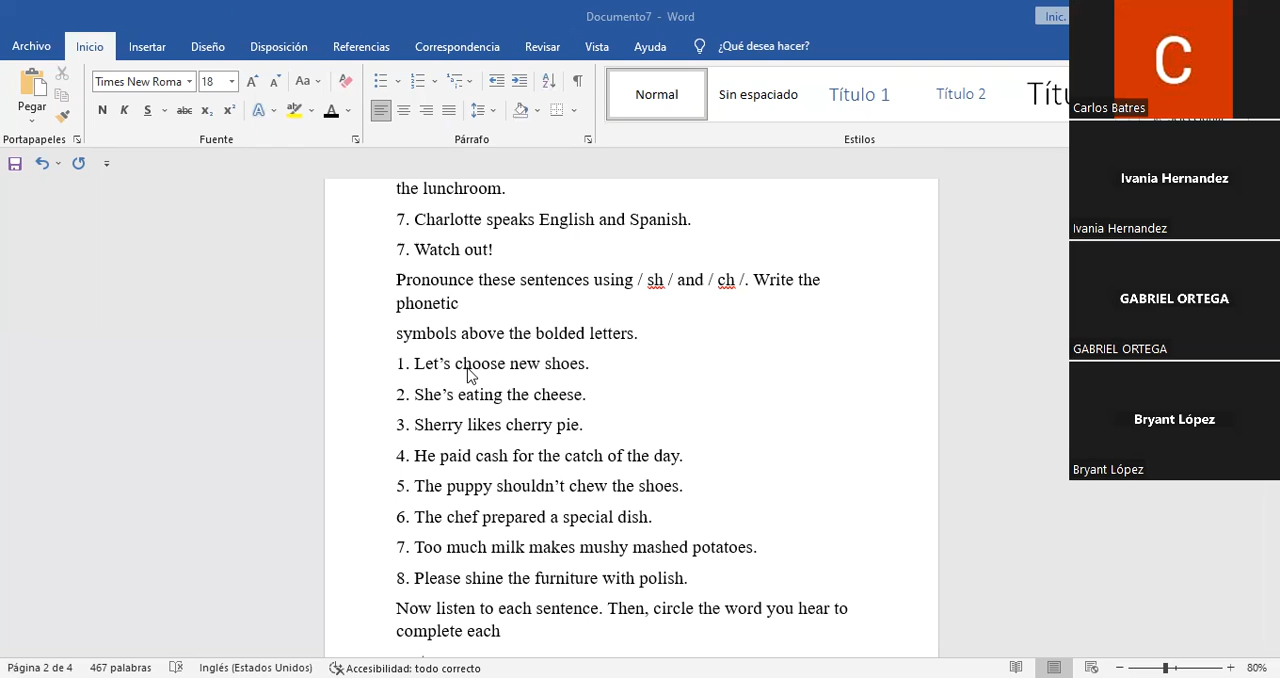 Documento7 - Word
Inic.
Archivo Inicio Insertar Diseño Disposición Referencias Correspondencia Revisar Vista Ayuda ¿Qué desea hacer?
Times New Roma 18
Pegar
N K S abc x₂ x²
Normal
Sin espaciado
Título 1
Título 2
Portapapeles Fuente Párrafo Estilos
C
Carlos Batres
Ivania Hernandez
Ivania Hernandez
GABRIEL ORTEGA
GABRIEL ORTEGA
Bryant López
Bryant López
the lunchroom.
7. Charlotte speaks English and Spanish.
7. Watch out!
Pronounce these sentences using / sh / and / ch /. Write the
phonetic
symbols above the bolded letters.
1. Let’s choose new shoes.
2. She’s eating the cheese.
3. Sherry likes cherry pie.
4. He paid cash for the catch of the day.
5. The puppy shouldn’t chew the shoes.
6. The chef prepared a special dish.
7. Too much milk makes mushy mashed potatoes.
8. Please shine the furniture with polish.
Now listen to each sentence. Then, circle the word you hear to
complete each
Página 2 de 4 467 palabras Inglés (Estados Unidos) Accesibilidad: todo correcto 80%